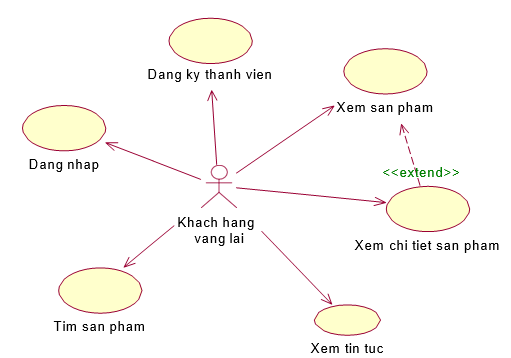 Dang ky thanh vien
Xem san pham
Dang nhap
<<extend>>
Khach hang
vang lai
Xem chi tiet san pham
Tim san pham
Xem tin tuc